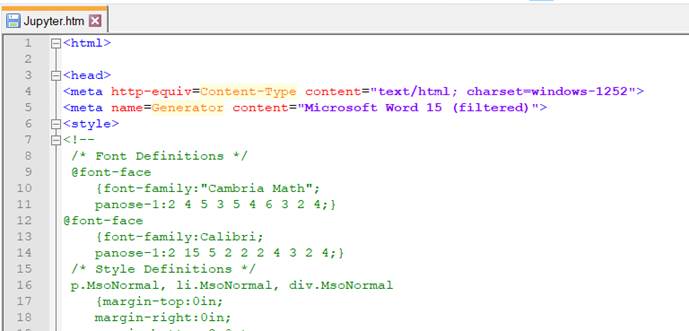 Jupyter.htm
1 <html>
2
3 <head>
4 <meta http-equiv=Content-Type content="text/html; charset=windows-1252">
5 <meta name=Generator content="Microsoft Word 15 (filtered)">
6 <style>
7 <!--
8 /* Font Definitions */
9 @font-face
10 {font-family:"Cambria Math";
11 panose-1:2 4 5 3 5 4 6 3 2 4;}
12 @font-face
13 {font-family:Calibri;
14 panose-1:2 15 5 2 2 2 4 3 2 4;}
15 /* Style Definitions */
16 p.MsoNormal, li.MsoNormal, div.MsoNormal
17 {margin-top:0in;
18 margin-right:0in;